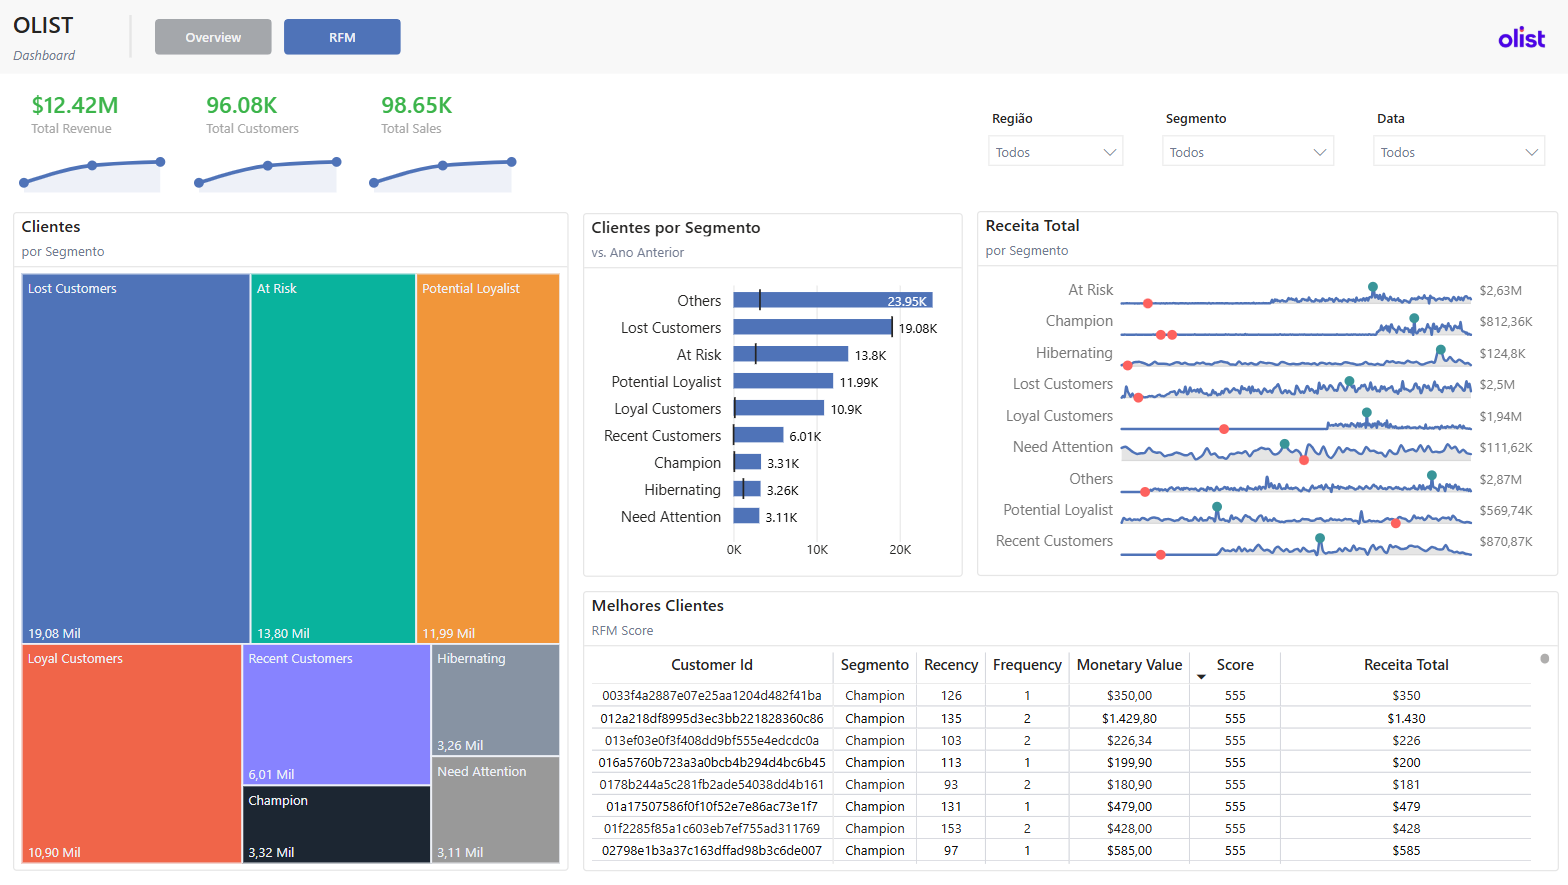 OLIST
Dashboard
Overview
RFM
olist
$12.42M
Total Revenue
96.08K
Total Customers
98.65K
Total Sales
Região
Todos
Segmento
Todos
Data
Todos
Clientes
por Segmento
Lost Customers
19,08 Mil
At Risk
13,80 Mil
Potential Loyalist
11,99 Mil
Loyal Customers
10,90 Mil
Recent Customers
6,01 Mil
Champion
3,32 Mil
Hibernating
3,26 Mil
Need Attention
3,11 Mil
Clientes por Segmento
vs. Ano Anterior
Others 23.95K
Lost Customers 19.08K
At Risk 13.8K
Potential Loyalist 11.99K
Loyal Customers 10.9K
Recent Customers 6.01K
Champion 3.31K
Hibernating 3.26K
Need Attention 3.11K
0K 10K 20K
Receita Total
por Segmento
At Risk $2,63M
Champion $812,36K
Hibernating $124,8K
Lost Customers $2,5M
Loyal Customers $1,94M
Need Attention $111,62K
Others $2,87M
Potential Loyalist $569,74K
Recent Customers $870,87K
Melhores Clientes
RFM Score
Customer Id Segmento Recency Frequency Monetary Value Score Receita Total
0033f4a2887e07e25aa1204d482f41ba Champion 126 1 $350,00 555 $350
012a218df8995d3ec3bb221828360c86 Champion 135 2 $1.429,80 555 $1.430
013ef03e0f3f408dd9bf555e4edcdc0a Champion 103 2 $226,34 555 $226
016a5760b723a3a0bcb4b294d4bc6b45 Champion 113 1 $199,90 555 $200
0178b244a5c281fb2ade54038dd4b161 Champion 93 2 $180,90 555 $181
01a17507586f0f10f52e7e86ac73e1f7 Champion 131 1 $479,00 555 $479
01f2285f85a1c603eb7ef755ad311769 Champion 153 2 $428,00 555 $428
02798e1b3a37c163dffad98b3c6de007 Champion 97 1 $585,00 555 $585